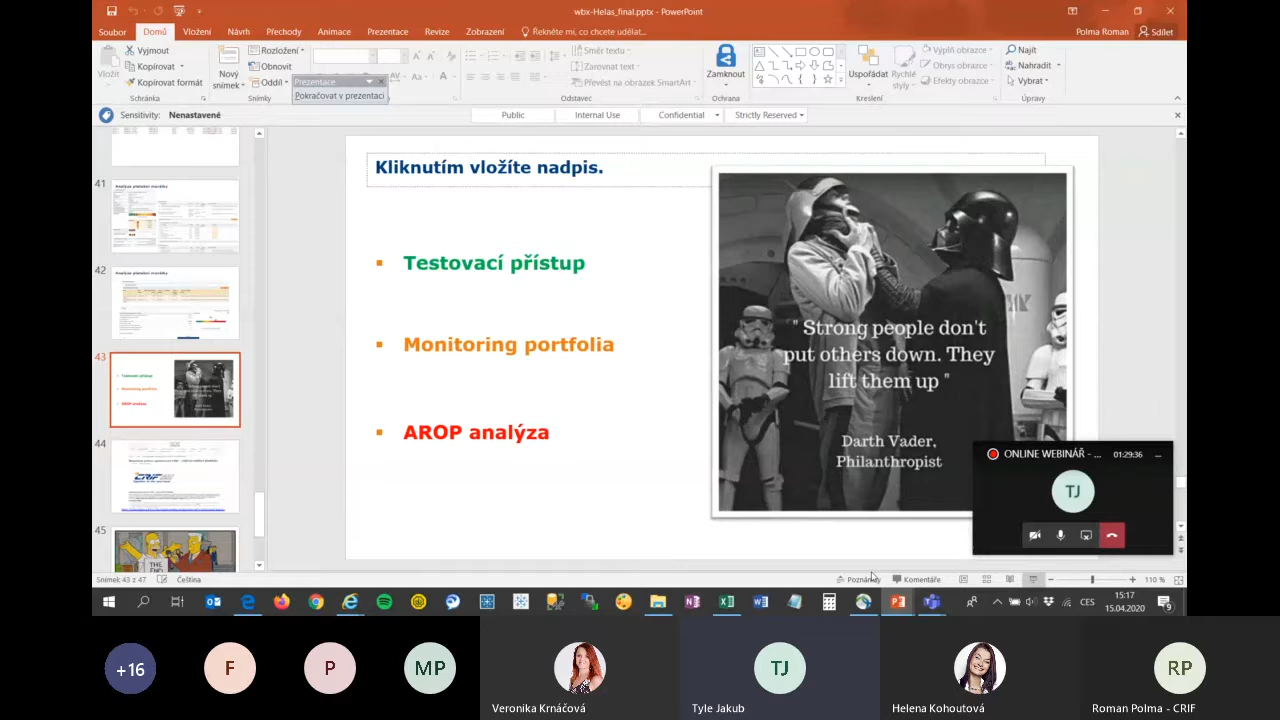 wbx-Helas_final.pptx - PowerPoint
Soubor Domů Vložení Návrh Přechody Animace Prezentace Revize Zobrazení Řekněte mi, co chcete udělat... Polma Roman Sdílet
Vložit
Vyjmout
Kopírovat
Kopírovat formát
Schránka
Nový
snímek
Rozložení
Obnovit
Oddíl
Snímky
Prezentace
Pokračovat v prezentaci
Směr textu
Zarovnat text
Převést na obrázek SmartArt
Odstavec
Zamknout
Ochrana
Uspořádat
Rychlé
styly
Výplň obrazce
Obrys obrazce
Efekty obrazce
Kreslení
Najít
Nahradit
Vybrat
Úpravy
Sensitivity: Nenastavené Public Internal Use Confidential Strictly Reserved
41
42
43
44
45
Kliknutím vložíte nadpis.
Testovací přístup
Monitoring portfolia
AROP analýza
" Strong people don't
put others down. They
lift them up "
Darth Vader,
Philanthropist
ONLINE WEBINÁŘ - ... 01:29:36
TJ
Snímek 43 z 47 Čeština Poznámky Komentáře 110 %
CES 15:17
15.04.2020
9
+16 F P MP TJ RP
Veronika Krnáčová Tyle Jakub Helena Kohoutová Roman Polma - CRIF